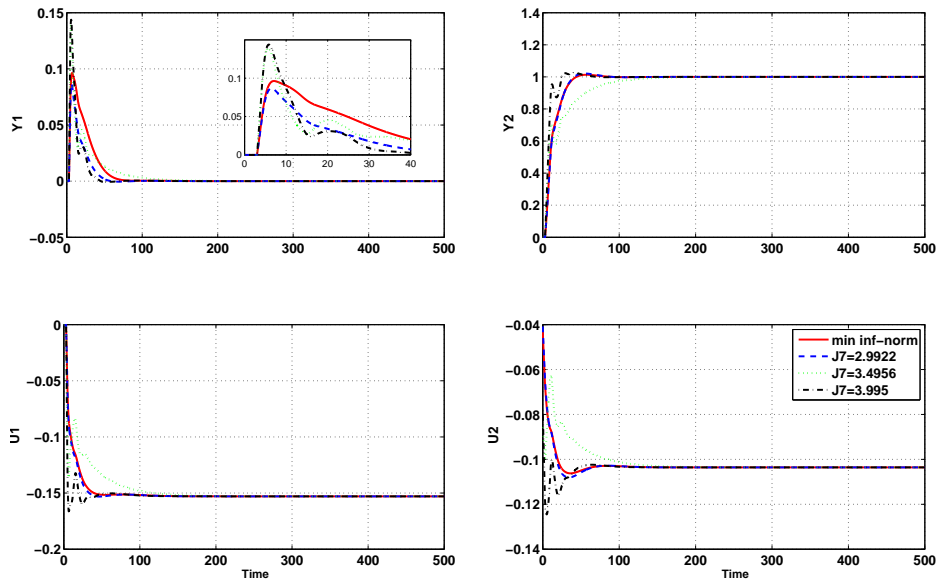 0.15
0.1
0.05
0
−0.05
Y1
0.1
0.05
0
0 10 20 30 40
0 100 200 300 400 500
1.4
1.2
1
0.8
0.6
0.4
0.2
0
Y2
0 100 200 300 400 500
0
−0.05
−0.1
−0.15
−0.2
U1
0 100 200 300 400 500
Time
−0.04
−0.06
−0.08
−0.1
−0.12
−0.14
U2
min inf−norm
J7=2.9922
J7=3.4956
J7=3.995
0 100 200 300 400 500
Time